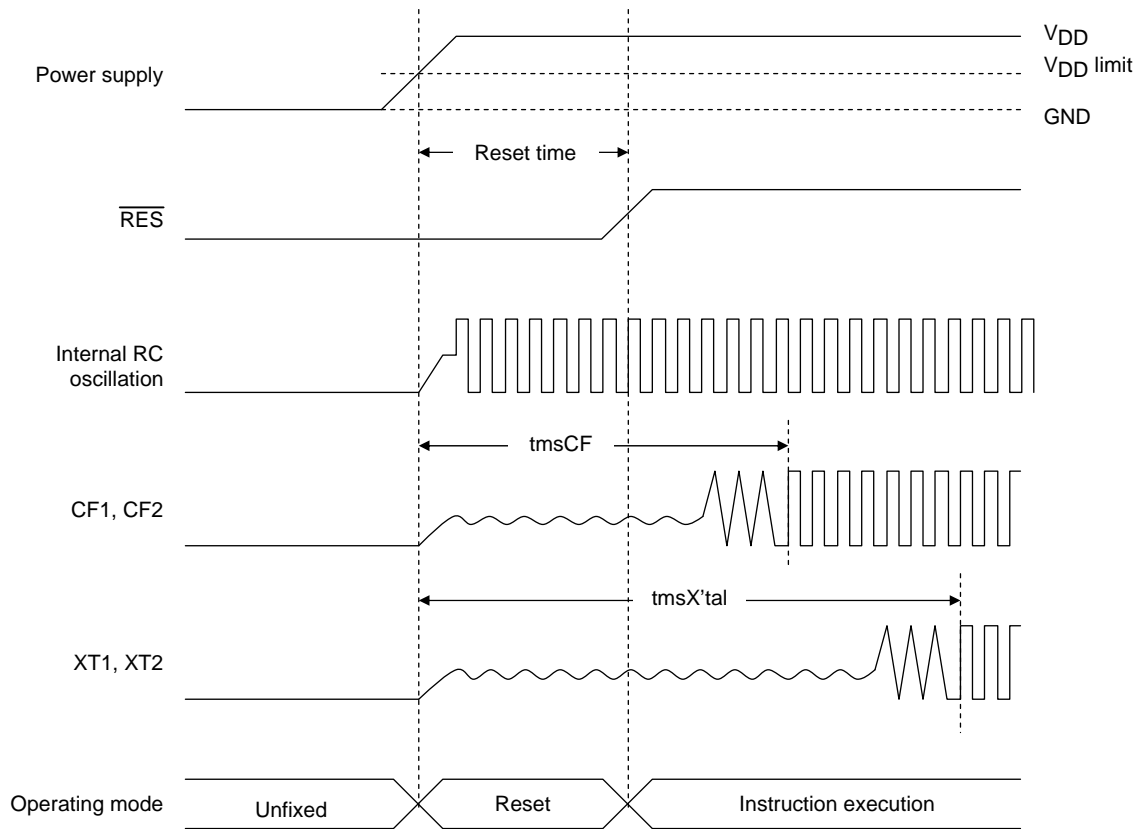 Power supply
VDD
VDD limit
GND
Reset time
RES
Internal RC
oscillation
tmsCF
CF1, CF2
tmsX'tal
XT1, XT2
Operating mode
Unfixed
Reset
Instruction execution